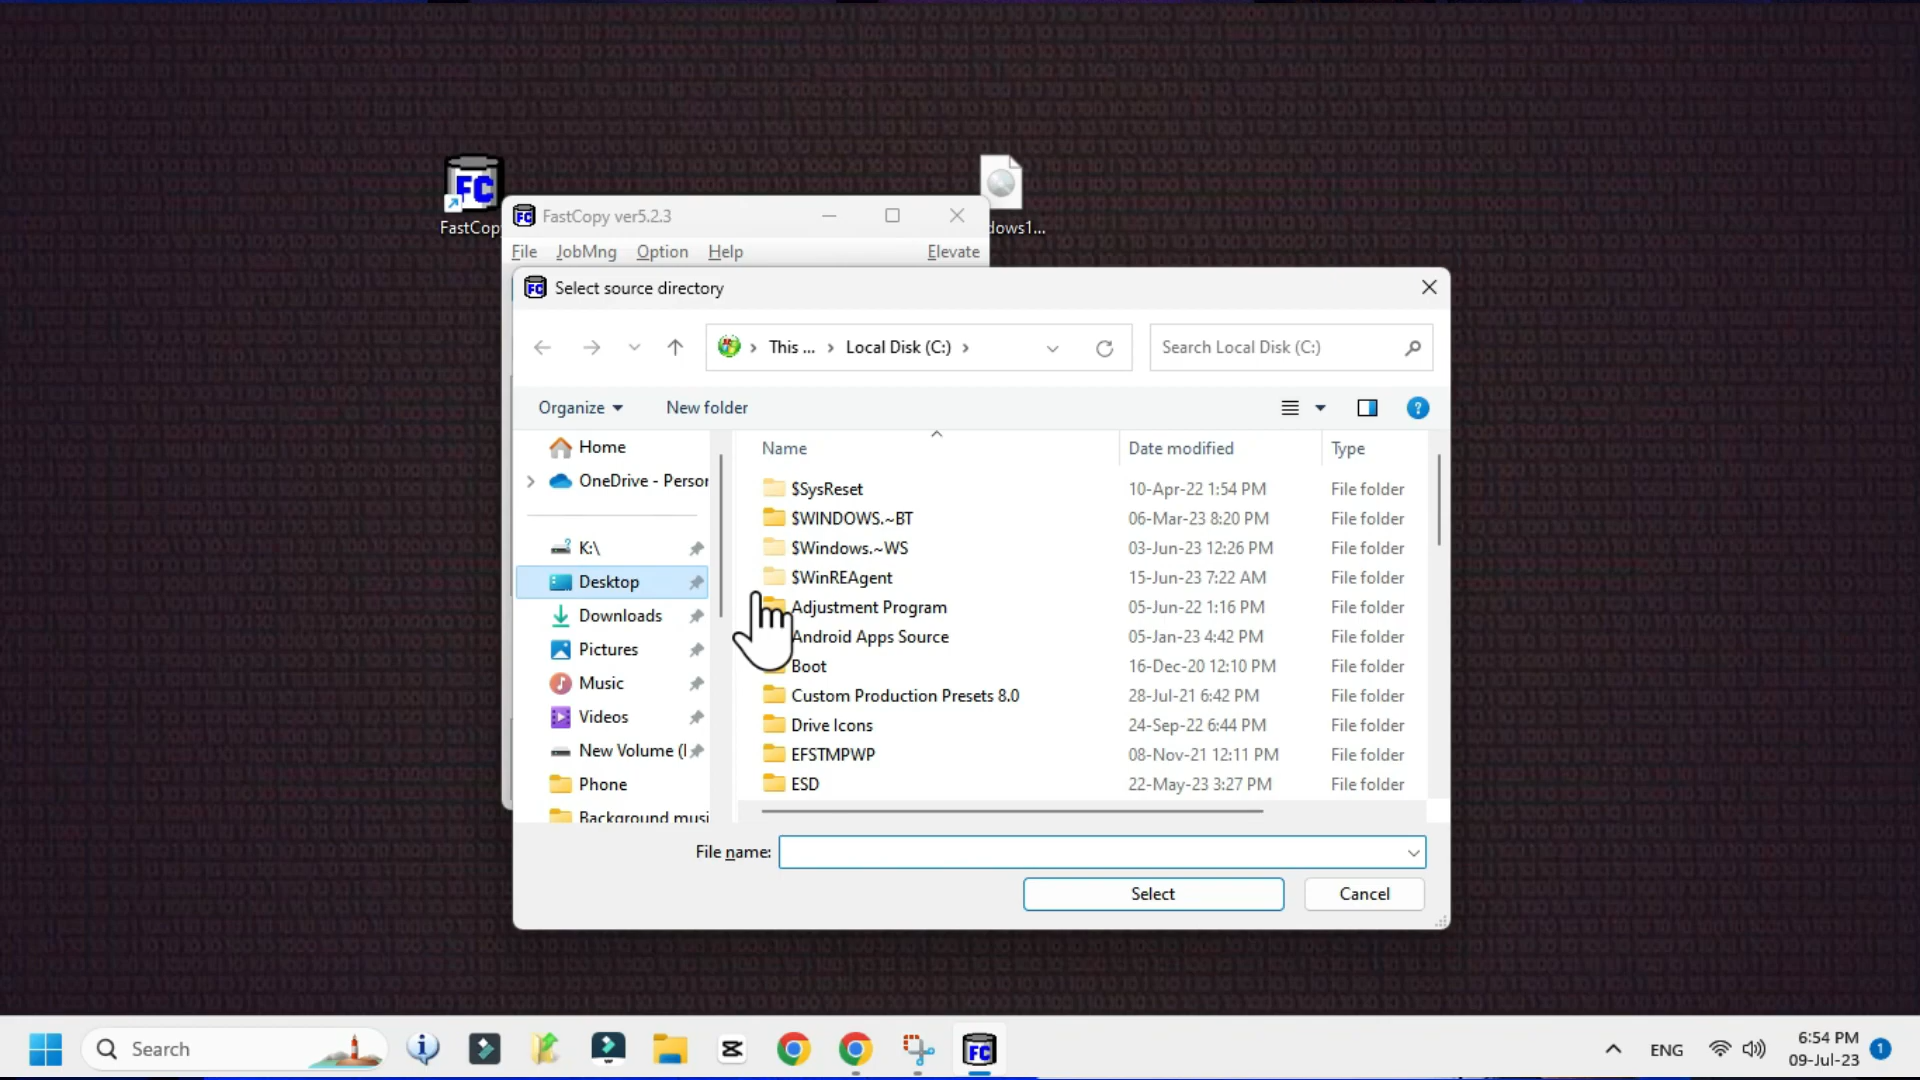 FC
FastCop
dows1...
FC FastCopy ver5.2.3
File JobMng Option Help Elevate
FC Select source directory
This ... Local Disk (C:)
Search Local Disk (C:)
Organize New folder
?
Home
OneDrive - Persor
K:\
Desktop
Downloads
Pictures
Music
Videos
New Volume (I
Phone
Background musi
Name Date modified Type
$SysReset 10-Apr-22 1:54 PM File folder
$WINDOWS.~BT 06-Mar-23 8:20 PM File folder
$Windows.~WS 03-Jun-23 12:26 PM File folder
$WinREAgent 15-Jun-23 7:22 AM File folder
Adjustment Program 05-Jun-22 1:16 PM File folder
Android Apps Source 05-Jan-23 4:42 PM File folder
Boot 16-Dec-20 12:10 PM File folder
Custom Production Presets 8.0 28-Jul-21 6:42 PM File folder
Drive Icons 24-Sep-22 6:44 PM File folder
EFSTMPWP 08-Nov-21 12:11 PM File folder
ESD 22-May-23 3:27 PM File folder
File name:
Select Cancel
Search
FC
ENG
6:54 PM
09-Jul-23
1